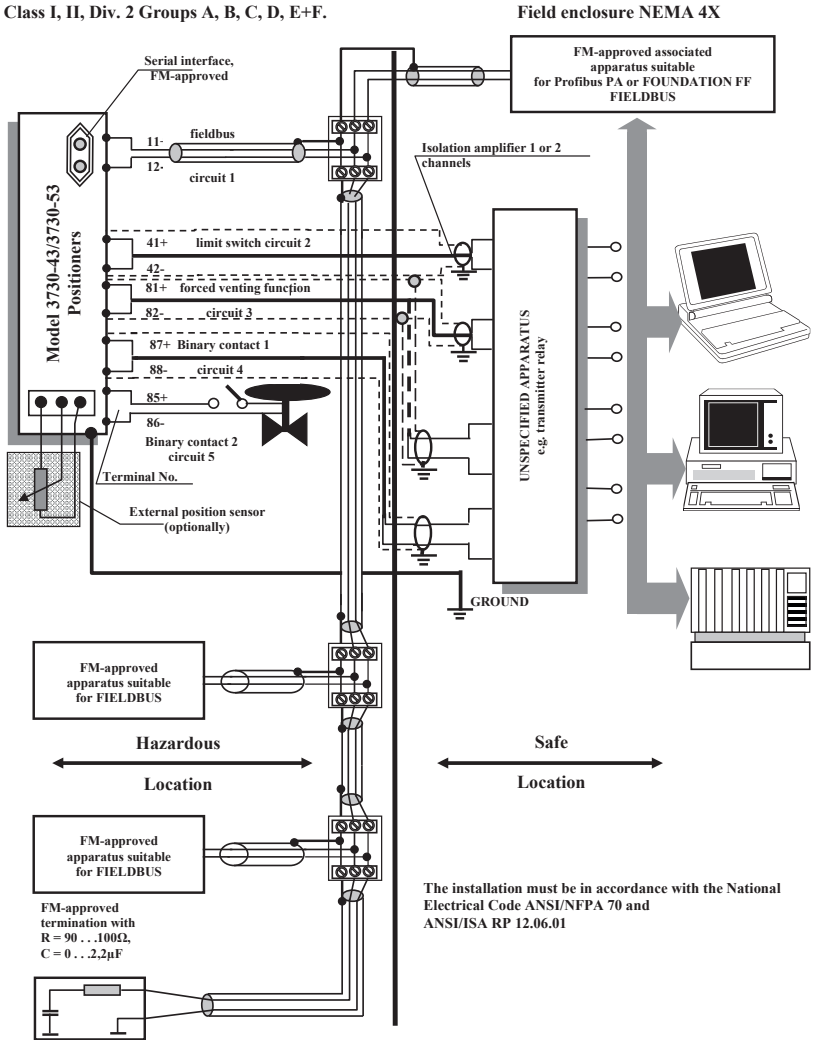 Class I, II, Div. 2 Groups A, B, C, D, E+F.
Field enclosure NEMA 4X
Serial interface,
FM-approved
FM-approved associated
apparatus suitable
for Profibus PA or FOUNDATION FF
FIELDBUS
Model 3730-43/3730-53
Positioners
11-
fieldbus
12-
circuit 1
Isolation amplifier 1 or 2
channels
41+ limit switch circuit 2
42-
81+ forced venting function
82- circuit 3
87+ Binary contact 1
88- circuit 4
85+
86-
Binary contact 2
circuit 5
Terminal No.
External position sensor
(optionally)
UNSPECIFIED APPARATUS
e.g. transmitter relay
GROUND
FM-approved
apparatus suitable
for FIELDBUS
Hazardous
Location
Safe
Location
FM-approved
apparatus suitable
for FIELDBUS
The installation must be in accordance with the National
Electrical Code ANSI/NFPA 70 and
ANSI/ISA RP 12.06.01
FM-approved
termination with
R = 90 . . .100Ω,
C = 0 . . .2,2µF